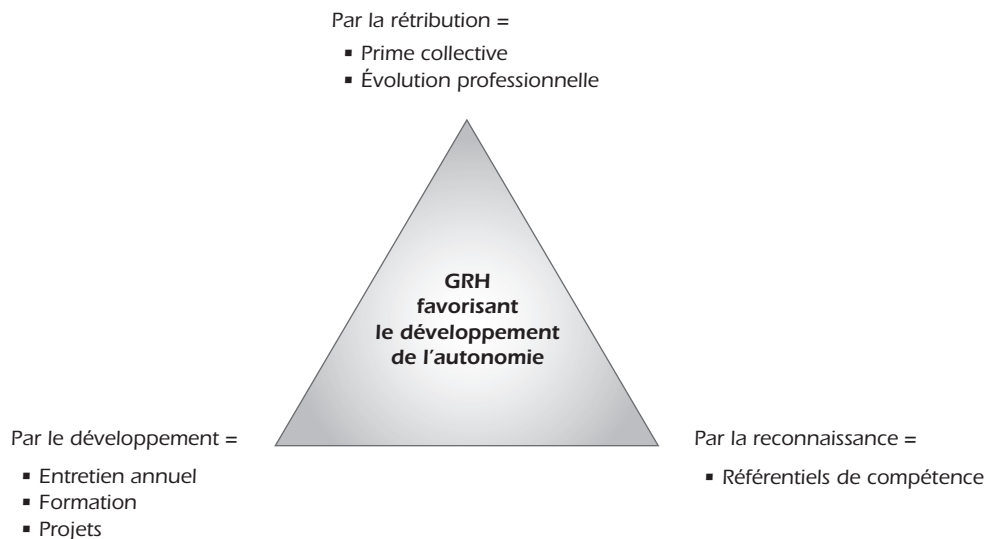 Par la rétribution =
▪ Prime collective
▪ Évolution professionnelle
GRH
favorisant
le développement
de l'autonomie
Par le développement =
▪ Entretien annuel
▪ Formation
▪ Projets
Par la reconnaissance =
▪ Référentiels de compétence